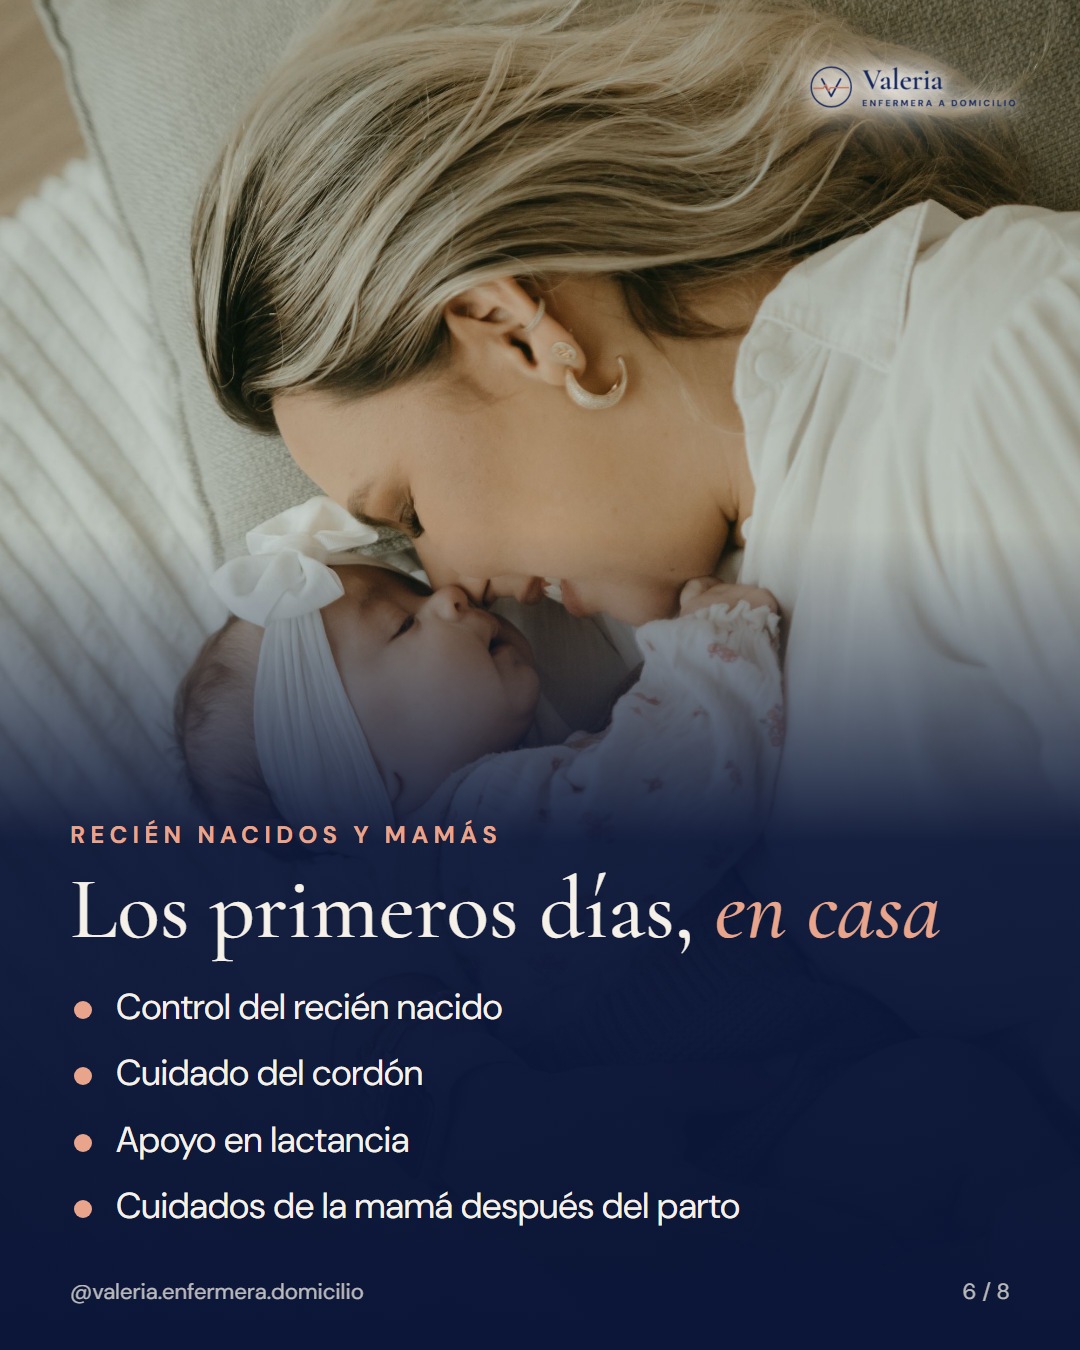 Valeria
ENFERMERA A DOMICILIO
RECIÉN NACIDOS Y MAMÁS
Los primeros días, en casa
Control del recién nacido
Cuidado del cordón
Apoyo en lactancia
Cuidados de la mamá después del parto
@valeria.enfermera.domicilio
6 / 8